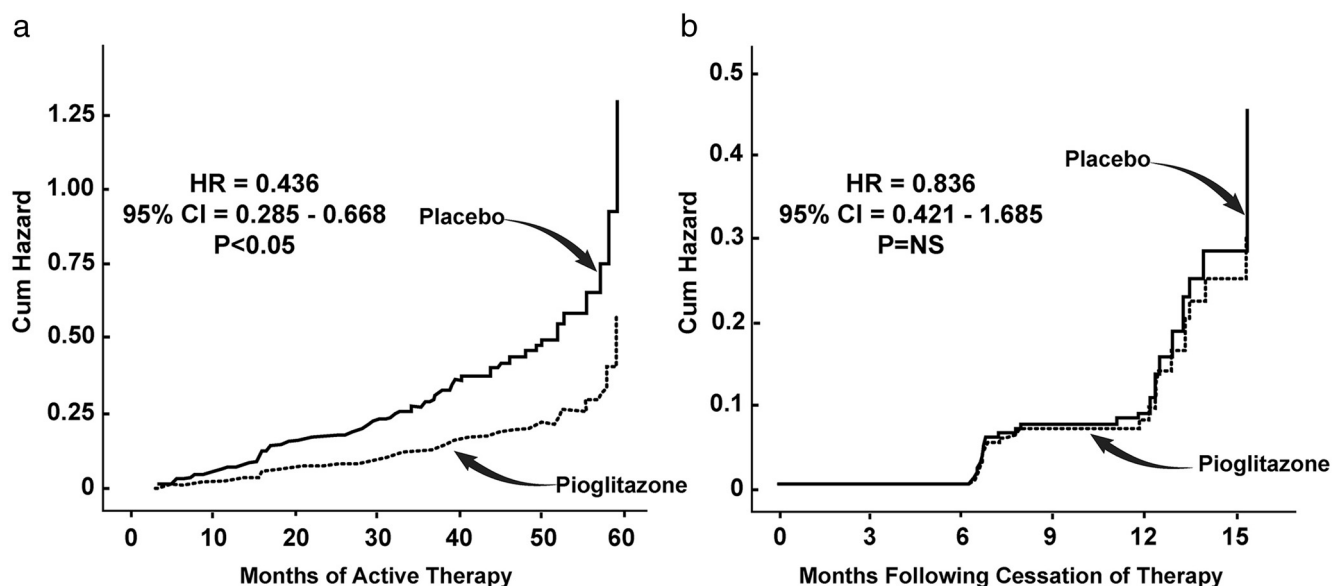 a
Cum Hazard
1.25
1.00
0.75
0.50
0.25
0
HR = 0.436
95% CI = 0.285 - 0.668
P<0.05
Placebo
Pioglitazone
0 10 20 30 40 50 60
Months of Active Therapy
b
Cum Hazard
0.5
0.4
0.3
0.2
0.1
0
HR = 0.836
95% CI = 0.421 - 1.685
P=NS
Placebo
Pioglitazone
0 3 6 9 12 15
Months Following Cessation of Therapy